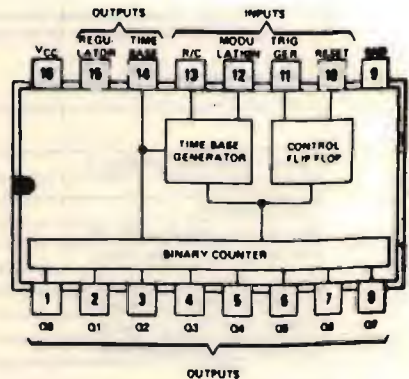 OUTPUTS INPUTS
REGU- TIME MODU TRIG
VCC LATOR BASE R/C LATION GER RESET GND
16 15 14 13 12 11 10 9
TIME BASE CONTROL
GENERATOR FLIP FLOP
BINARY COUNTER
1 2 3 4 5 6 7 8
Q0 Q1 Q2 Q3 Q4 Q5 Q6 Q7
OUTPUTS